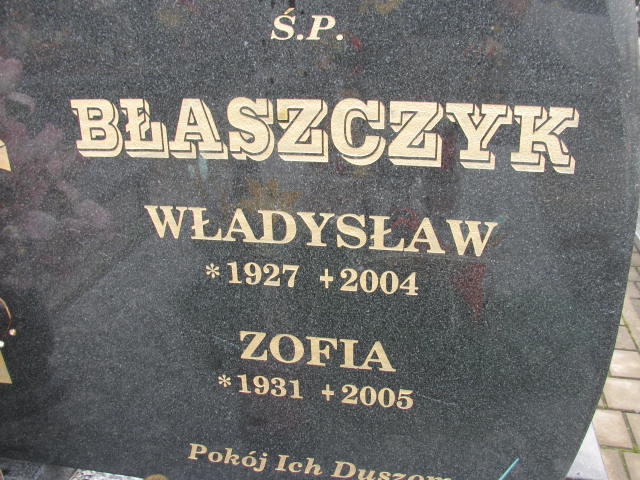 Ś.P.
BŁASZCZYK
WŁADYSŁAW
*1927 +2004
ZOFIA
*1931 +2005
Pokój Ich Duszom